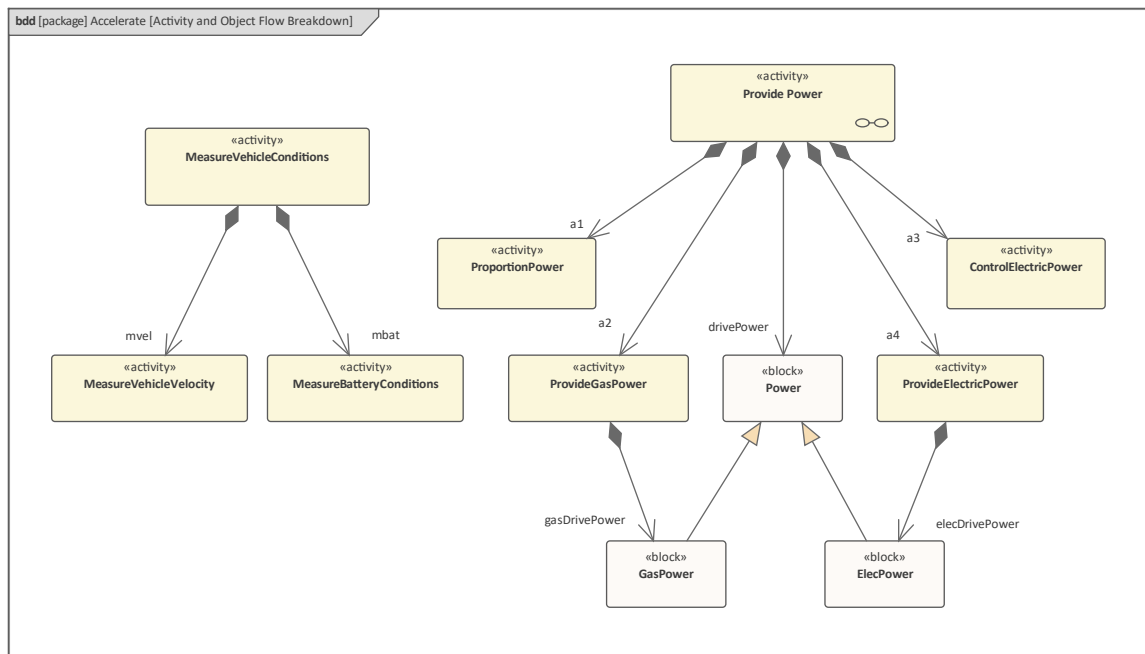 bdd [package] Accelerate [Activity and Object Flow Breakdown]
«activity»
Provide Power
«activity»
MeasureVehicleConditions
a1
a3
«activity»
ProportionPower
«activity»
ControlElectricPower
mvel
mbat
a2
drivePower
a4
«activity»
MeasureVehicleVelocity
«activity»
MeasureBatteryConditions
«activity»
ProvideGasPower
«block»
Power
«activity»
ProvideElectricPower
gasDrivePower
elecDrivePower
«block»
GasPower
«block»
ElecPower